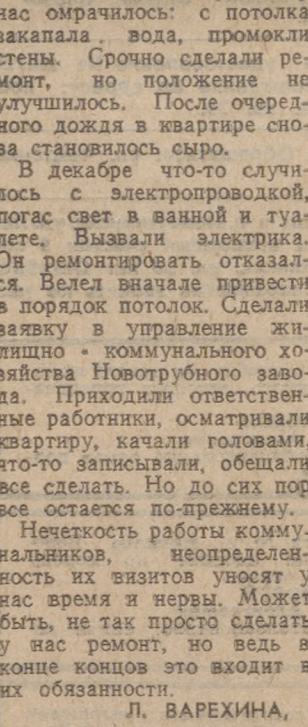 нас омрачилось: с потолка
закапала вода, промокли
стены. Срочно сделали ре-
монт, но положение не
улучшилось. После очеред-
ного дождя в квартире сно-
ва становилось сыро.
В декабре что-то случи-
лось с электропроводкой,
погас свет в ванной и туа-
лете. Вызвали электрика.
Он ремонтировать отказал-
ся. Велел вначале привести
в порядок потолок. Сделали
заявку в управление жи-
лищно - коммунального хо-
зяйства Новотрубного заво-
да. Приходили ответствен-
ные работники, осматривали
квартиру, качали головами,
что-то записывали, обещали
все сделать. Но до сих пор
все остается по-прежнему.
Нечеткость работы комму-
нальников, неопределен-
ность их визитов уносят у
нас время и нервы. Может
быть, не так просто сделать
у нас ремонт, но ведь в
конце концов это входит в
их обязанности.
Л. ВАРЕХИНА,